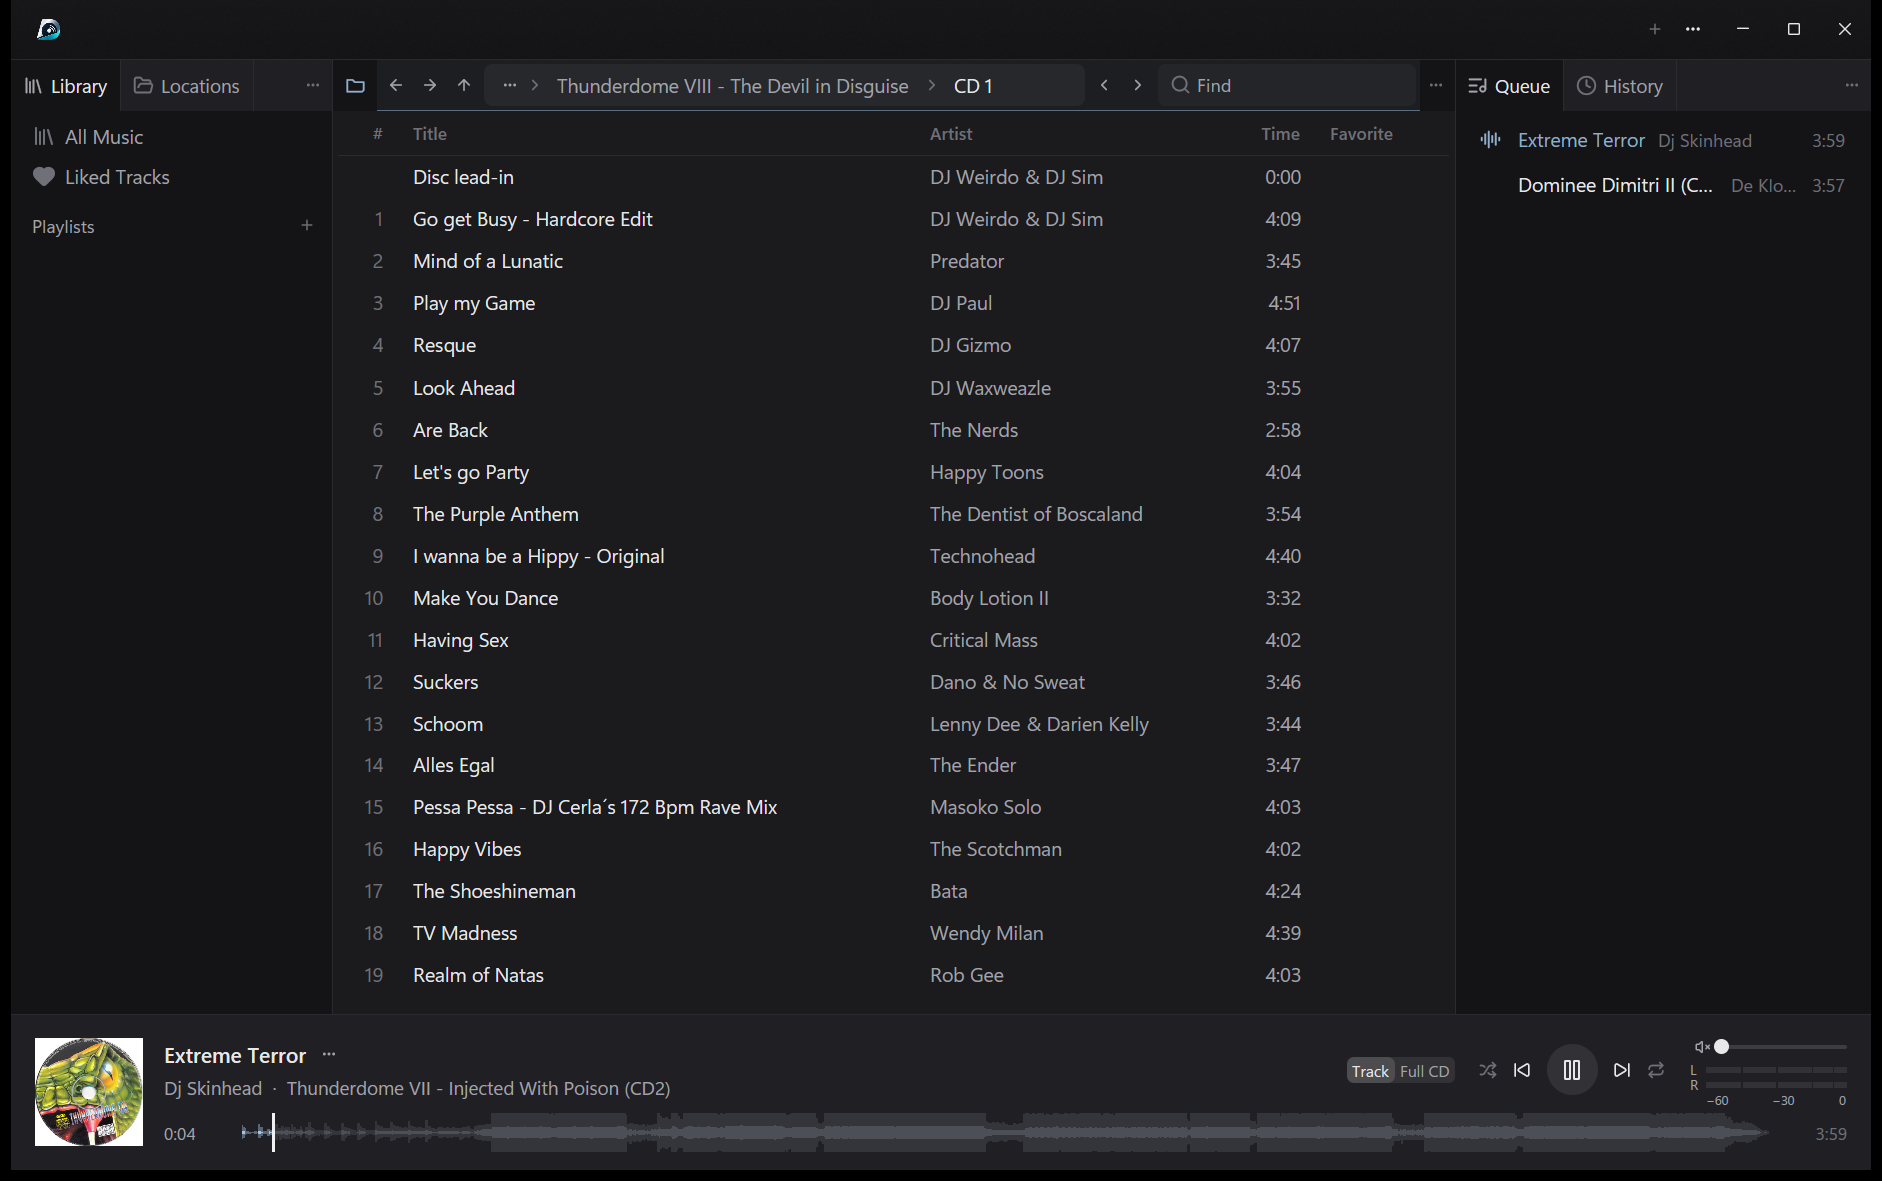 Library Locations
All Music
Liked Tracks
Playlists
Thunderdome VIII - The Devil in Disguise CD 1 Find
# Title Artist Time Favorite
Disc lead-in DJ Weirdo & DJ Sim 0:00
1 Go get Busy - Hardcore Edit DJ Weirdo & DJ Sim 4:09
2 Mind of a Lunatic Predator 3:45
3 Play my Game DJ Paul 4:51
4 Resque DJ Gizmo 4:07
5 Look Ahead DJ Waxweazle 3:55
6 Are Back The Nerds 2:58
7 Let's go Party Happy Toons 4:04
8 The Purple Anthem The Dentist of Boscaland 3:54
9 I wanna be a Hippy - Original Technohead 4:40
10 Make You Dance Body Lotion II 3:32
11 Having Sex Critical Mass 4:02
12 Suckers Dano & No Sweat 3:46
13 Schoom Lenny Dee & Darien Kelly 3:44
14 Alles Egal The Ender 3:47
15 Pessa Pessa - DJ Cerla´s 172 Bpm Rave Mix Masoko Solo 4:03
16 Happy Vibes The Scotchman 4:02
17 The Shoeshineman Bata 4:24
18 TV Madness Wendy Milan 4:39
19 Realm of Natas Rob Gee 4:03
Queue History
Extreme Terror Dj Skinhead 3:59
Dominee Dimitri II (C... De Klo... 3:57
Extreme Terror
Dj Skinhead · Thunderdome VII - Injected With Poison (CD2)
0:04
Track Full CD
L
R
-60 -30 0
3:59